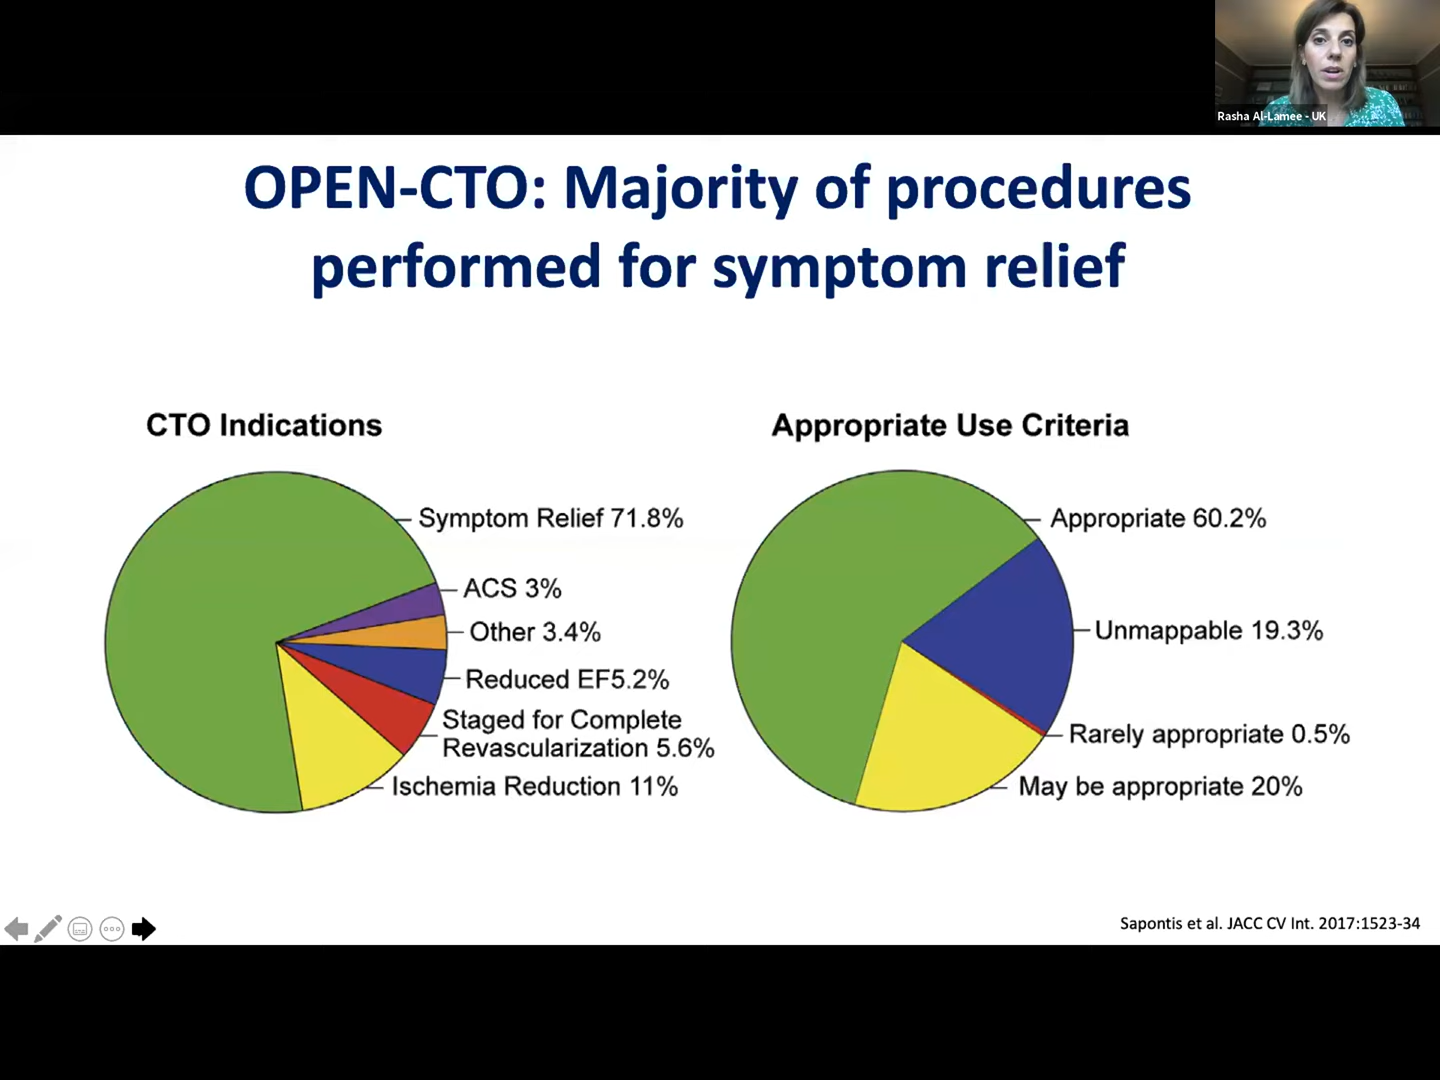 Rasha Al-Lamee - UK
OPEN-CTO: Majority of procedures
performed for symptom relief
CTO Indications
Symptom Relief 71.8%
ACS 3%
Other 3.4%
Reduced EF5.2%
Staged for Complete
Revascularization 5.6%
Ischemia Reduction 11%
Appropriate Use Criteria
Appropriate 60.2%
Unmappable 19.3%
Rarely appropriate 0.5%
May be appropriate 20%
Sapontis et al. JACC CV Int. 2017:1523-34